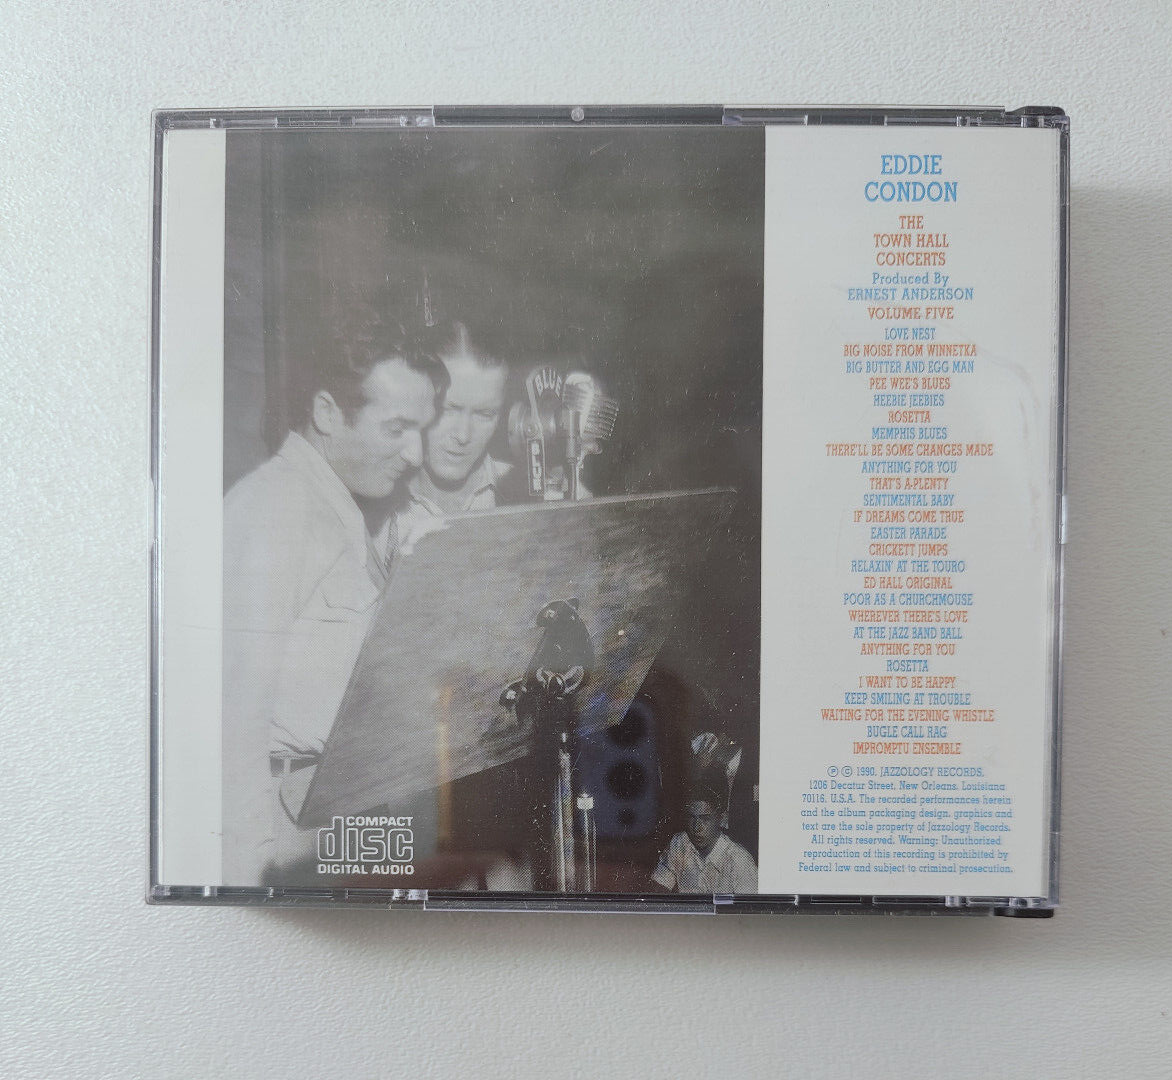 BLUE
BLUE
COMPACT
disc
DIGITAL AUDIO
EDDIE
CONDON
THE
TOWN HALL
CONCERTS
Produced By
ERNEST ANDERSON
VOLUME FIVE
LOVE NEST
BIG NOISE FROM WINNETKA
BIG BUTTER AND EGG MAN
PEE WEE'S BLUES
HEEBIE JEEBIES
ROSETTA
MEMPHIS BLUES
THERE'LL BE SOME CHANGES MADE
ANYTHING FOR YOU
THAT'S A-PLENTY
SENTIMENTAL BABY
IF DREAMS COME TRUE
EASTER PARADE
CRICKETT JUMPS
RELAXIN' AT THE TOURO
ED HALL ORIGINAL
POOR AS A CHURCHMOUSE
WHEREVER THERE'S LOVE
AT THE JAZZ BAND BALL
ANYTHING FOR YOU
ROSETTA
I WANT TO BE HAPPY
KEEP SMILING AT TROUBLE
WAITING FOR THE EVENING WHISTLE
BUGLE CALL RAG
IMPROMPTU ENSEMBLE
℗ © 1990, JAZZOLOGY RECORDS,
1206 Decatur Street, New Orleans, Louisiana
70116, U.S.A. The recorded performances herein
and the album packaging design, graphics and
text are the sole property of Jazzology Records.
All rights reserved. Warning: Unauthorized
reproduction of this recording is prohibited by
Federal law and subject to criminal prosecution.